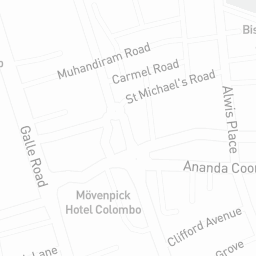 Bis
Muhandiram Road
Carmel Road
St Michael's Road
Alwis Place
Galle Road
Ananda Coor
Mövenpick
Hotel Colombo
Clifford Avenue
Lane
Grove